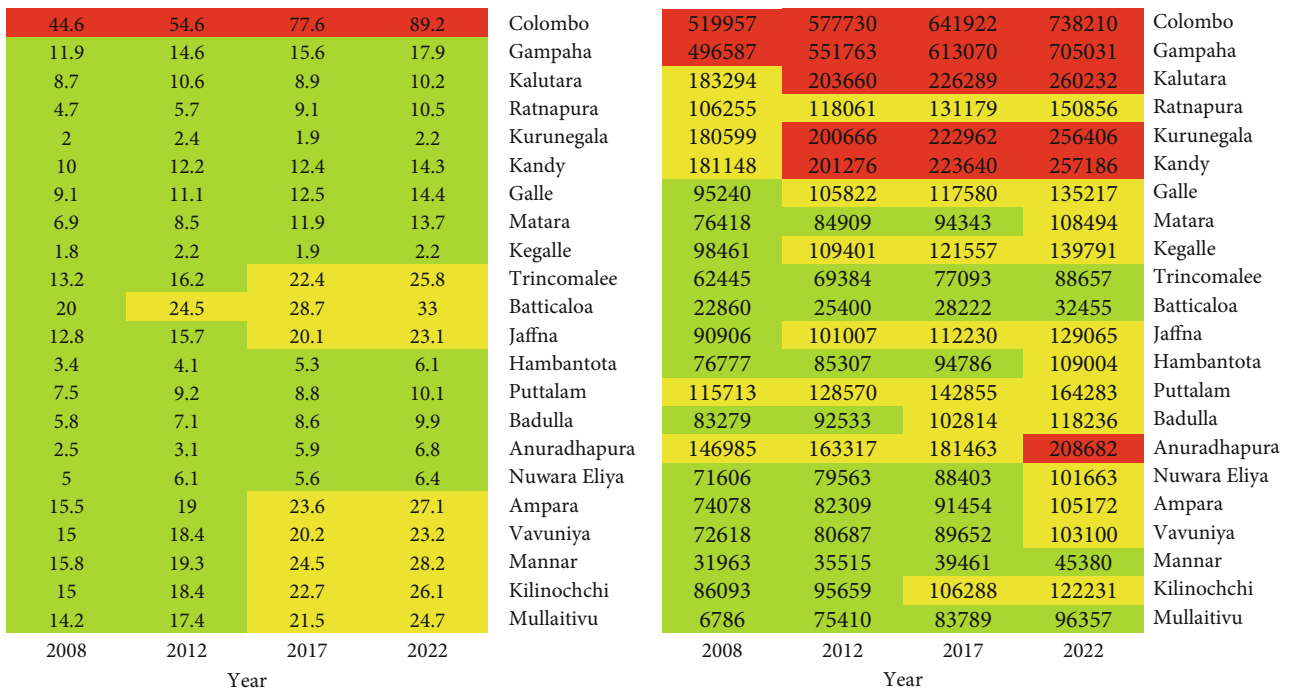 44.6 54.6 77.6 89.2 Colombo 519957 577730 641922 738210 Colombo
11.9 14.6 15.6 17.9 Gampaha 496587 551763 613070 705031 Gampaha
8.7 10.6 8.9 10.2 Kalutara 183294 203660 226289 260232 Kalutara
4.7 5.7 9.1 10.5 Ratnapura 106255 118061 131179 150856 Ratnapura
2 2.4 1.9 2.2 Kurunegala 180599 200666 222962 256406 Kurunegala
10 12.2 12.4 14.3 Kandy 181148 201276 223640 257186 Kandy
9.1 11.1 12.5 14.4 Galle 95240 105822 117580 135217 Galle
6.9 8.5 11.9 13.7 Matara 76418 84909 94343 108494 Matara
1.8 2.2 1.9 2.2 Kegalle 98461 109401 121557 139791 Kegalle
13.2 16.2 22.4 25.8 Trincomalee 62445 69384 77093 88657 Trincomalee
20 24.5 28.7 33 Batticaloa 22860 25400 28222 32455 Batticaloa
12.8 15.7 20.1 23.1 Jaffna 90906 101007 112230 129065 Jaffna
3.4 4.1 5.3 6.1 Hambantota 76777 85307 94786 109004 Hambantota
7.5 9.2 8.8 10.1 Puttalam 115713 128570 142855 164283 Puttalam
5.8 7.1 8.6 9.9 Badulla 83279 92533 102814 118236 Badulla
2.5 3.1 5.9 6.8 Anuradhapura 146985 163317 181463 208682 Anuradhapura
5 6.1 5.6 6.4 Nuwara Eliya 71606 79563 88403 101663 Nuwara Eliya
15.5 19 23.6 27.1 Ampara 74078 82309 91454 105172 Ampara
15 18.4 20.2 23.2 Vavuniya 72618 80687 89652 103100 Vavuniya
15.8 19.3 24.5 28.2 Mannar 31963 35515 39461 45380 Mannar
15 18.4 22.7 26.1 Kilinochchi 86093 95659 106288 122231 Kilinochchi
14.2 17.4 21.5 24.7 Mullaitivu 6786 75410 83789 96357 Mullaitivu
2008 2012 2017 2022 2008 2012 2017 2022
Year Year